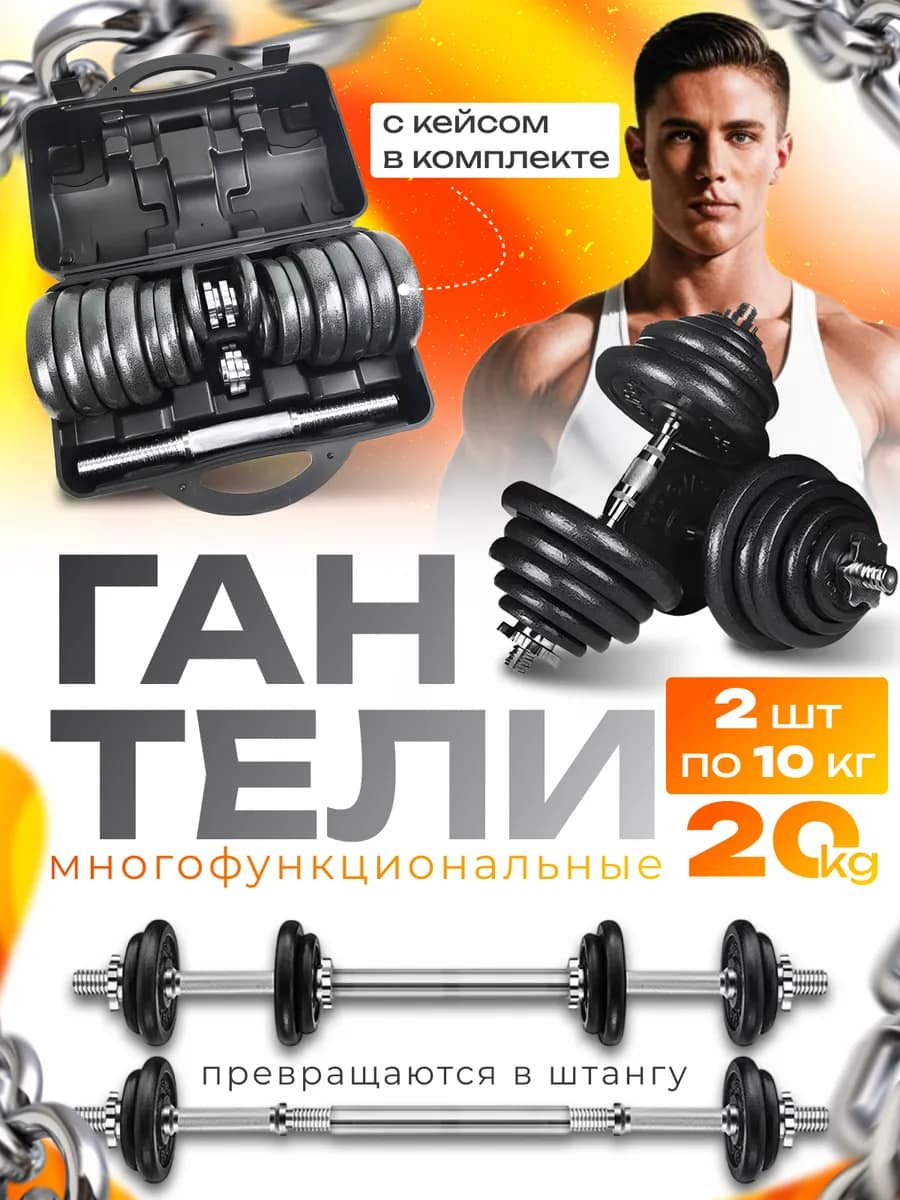 с кейсом
в комплекте
ГАН
ТЕЛИ
многофункциональные
2 шт
по 10 кг
20kg
превращаются в штангу